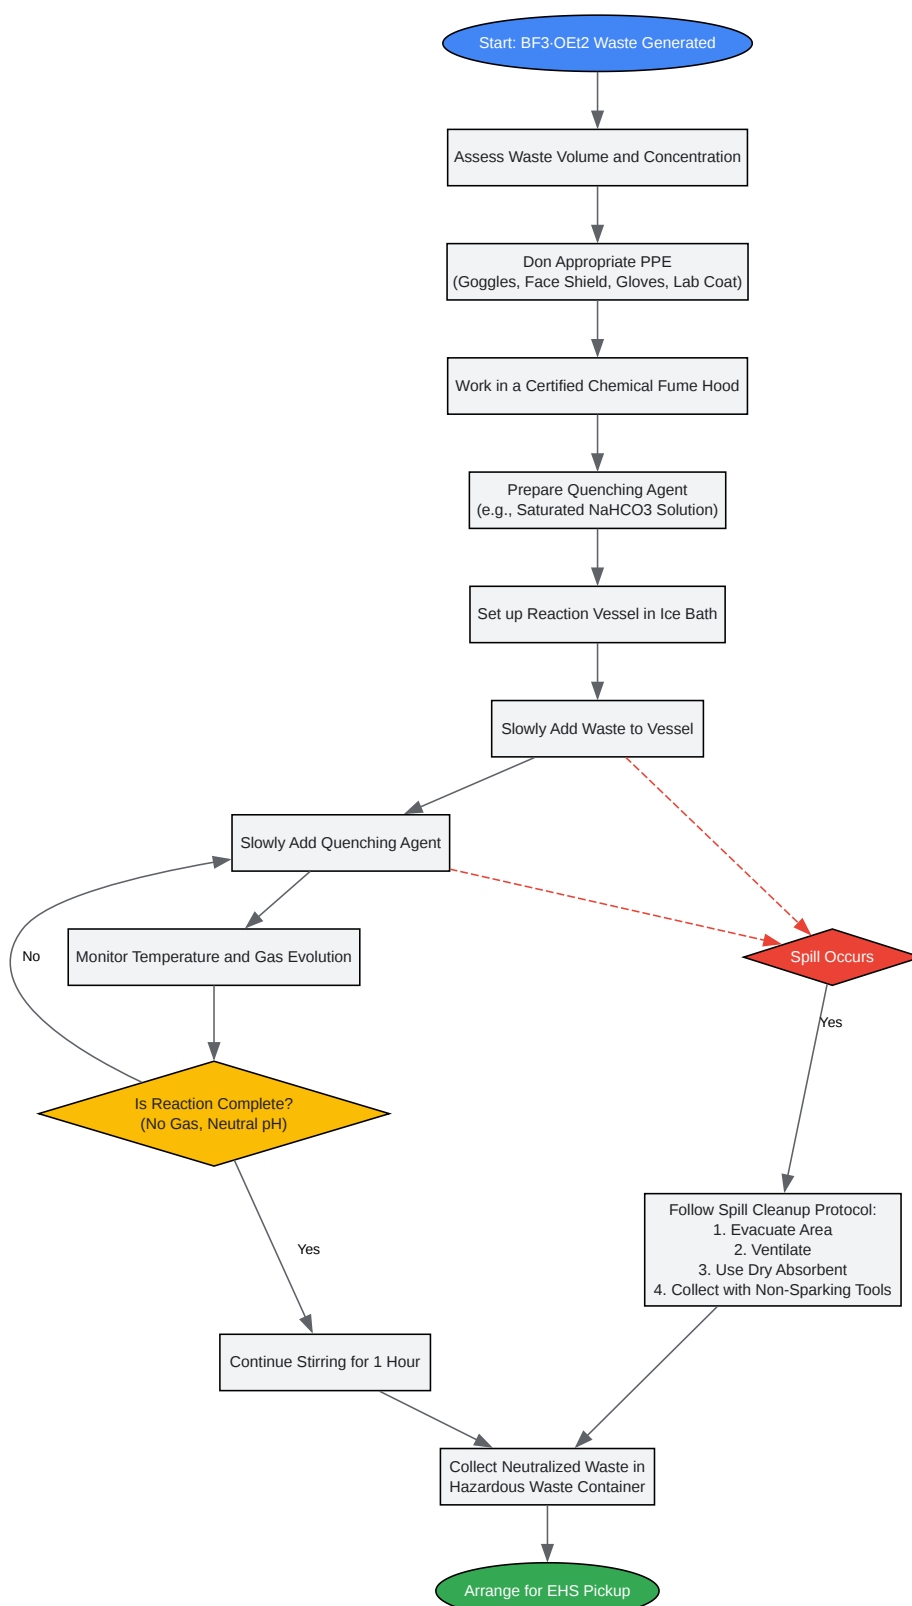 Start: BF3·OEt2 Waste Generated
Assess Waste Volume and Concentration
Don Appropriate PPE
(Goggles, Face Shield, Gloves, Lab Coat)
Work in a Certified Chemical Fume Hood
Prepare Quenching Agent
(e.g., Saturated NaHCO3 Solution)
Set up Reaction Vessel in Ice Bath
Slowly Add Waste to Vessel
Slowly Add Quenching Agent
No
Monitor Temperature and Gas Evolution
Spill Occurs
Yes
Is Reaction Complete?
(No Gas, Neutral pH)
Follow Spill Cleanup Protocol:
1. Evacuate Area
2. Ventilate
3. Use Dry Absorbent
4. Collect with Non-Sparking Tools
Yes
Continue Stirring for 1 Hour
Collect Neutralized Waste in
Hazardous Waste Container
Arrange for EHS Pickup